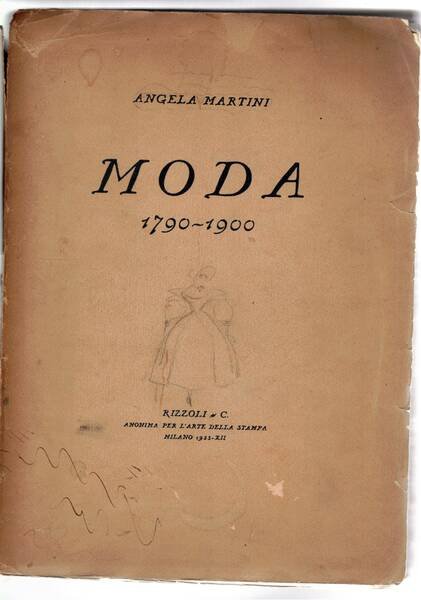 ANGELA MARTINI
MODA
1790-1900
RIZZOLI & C.
ANONIMA PER L'ARTE DELLA STAMPA
MILANO 1933-XII